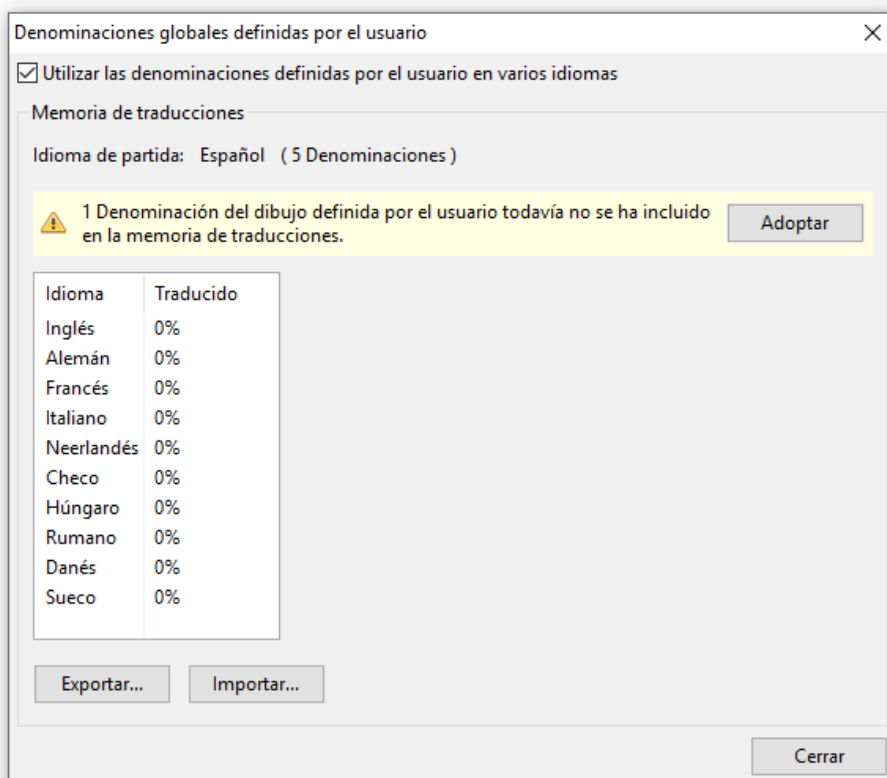 Denominaciones globales definidas por el usuario
Utilizar las denominaciones definidas por el usuario en varios idiomas
Memoria de traducciones
Idioma de partida: Español ( 5 Denominaciones )
1 Denominación del dibujo definida por el usuario todavía no se ha incluido
en la memoria de traducciones.
Adoptar
Idioma Traducido
Inglés 0%
Alemán 0%
Francés 0%
Italiano 0%
Neerlandés 0%
Checo 0%
Húngaro 0%
Rumano 0%
Danés 0%
Sueco 0%
Exportar... Importar...
Cerrar